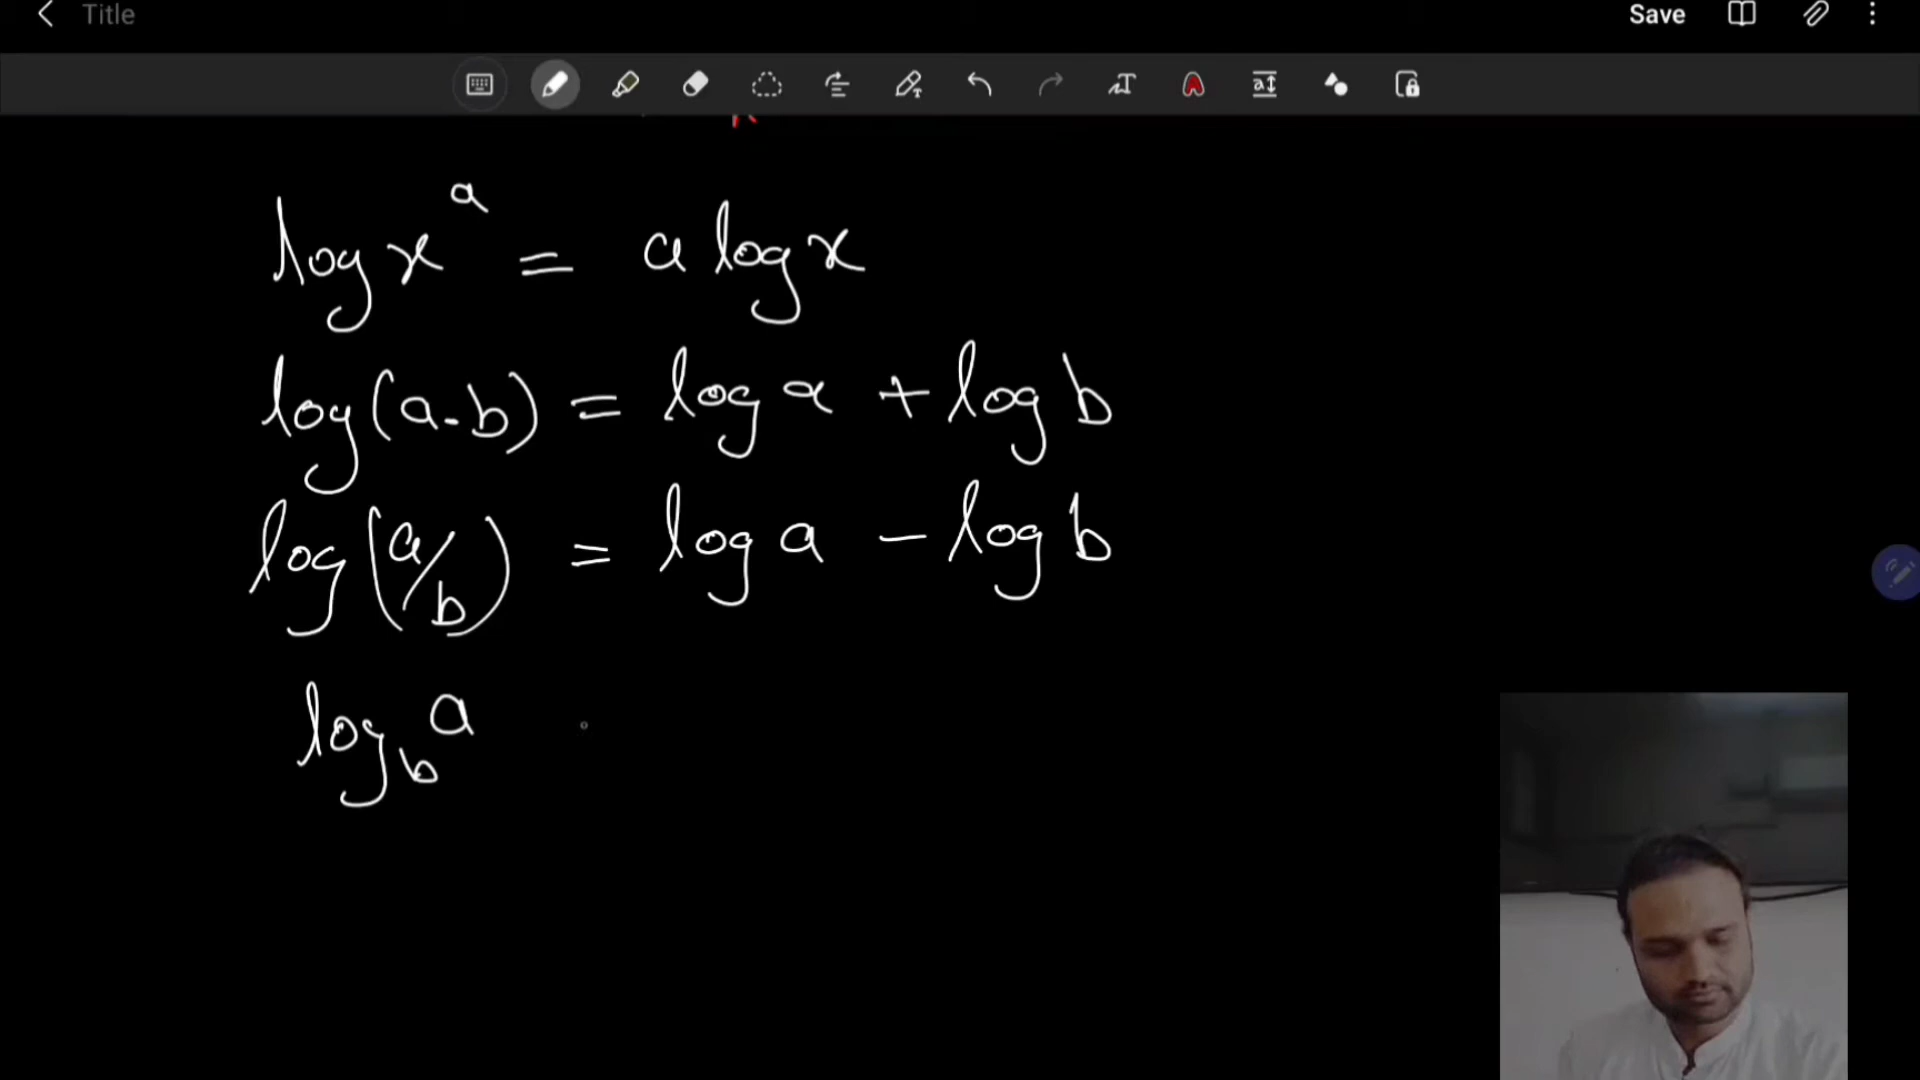 Title Save
log x^a = a log x
log(a.b) = log a + log b
log(a/b) = log a - log b
log_b a